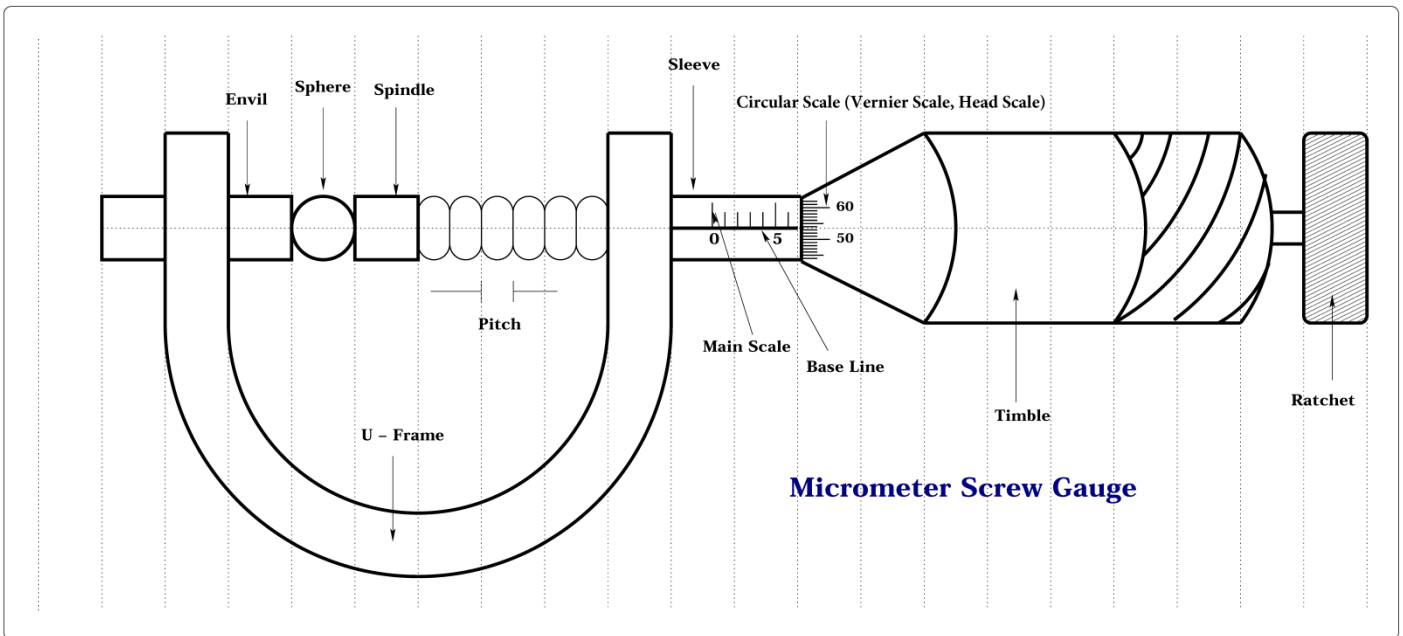 Sleeve
Envil
Sphere
Spindle
Circular Scale (Vernier Scale, Head Scale)
60
0
5
50
Pitch
Main Scale
Base Line
Timble
Ratchet
U – Frame
Micrometer Screw Gauge